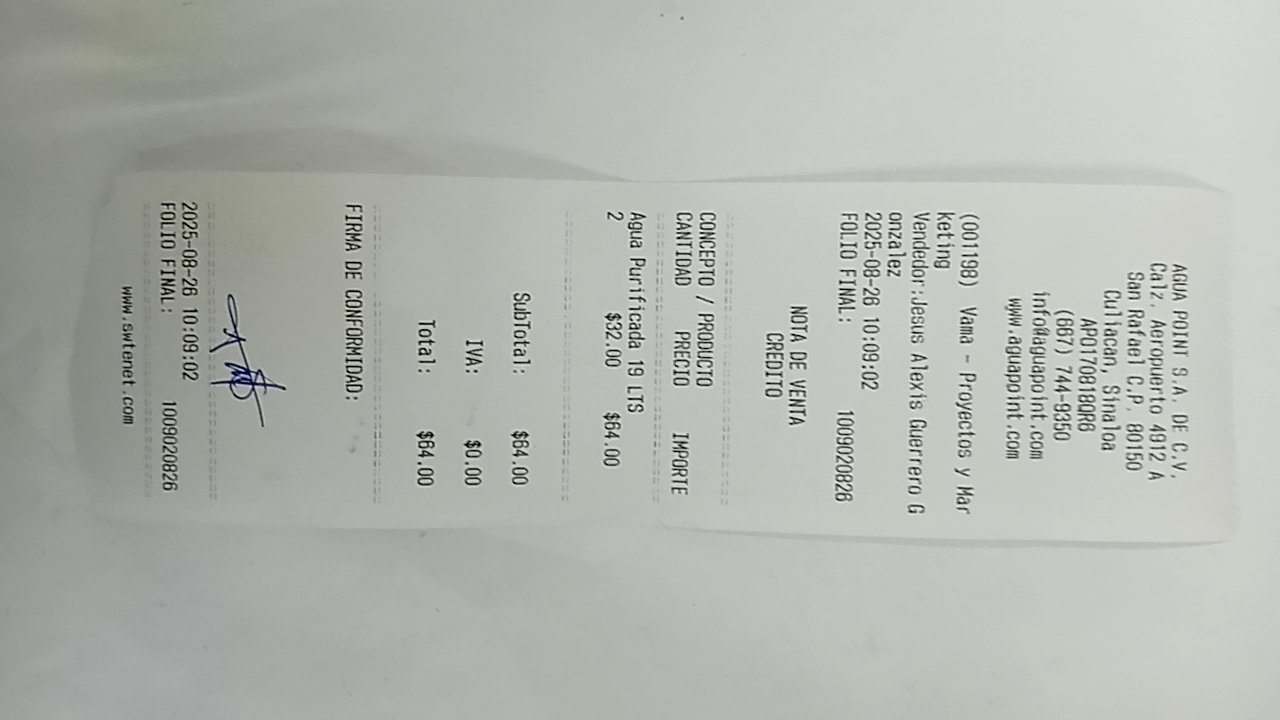 AGUA POINT S.A. DE C.V.
Calz. Aeropuerto 4912 A
San Rafael C.P. 80150
Culiacan, Sinaloa
APO170818QR6
(667) 744-9350
info@aguapoint.com
www.aguapoint.com
(001198) Vama - Proyectos y Mar
keting
Vendedor:Jesus Alexis Guerrero G
onzalez
2025-08-26 10:09:02
FOLIO FINAL: 1009020826
NOTA DE VENTA
CREDITO
CONCEPTO / PRODUCTO
CANTIDAD PRECIO IMPORTE
Agua Purificada 19 LTS
2 $32.00 $64.00
SubTotal: $64.00
IVA: $0.00
Total: $64.00
FIRMA DE CONFORMIDAD:
2025-08-26 10:09:02
FOLIO FINAL: 1009020826
www.swtenet.com